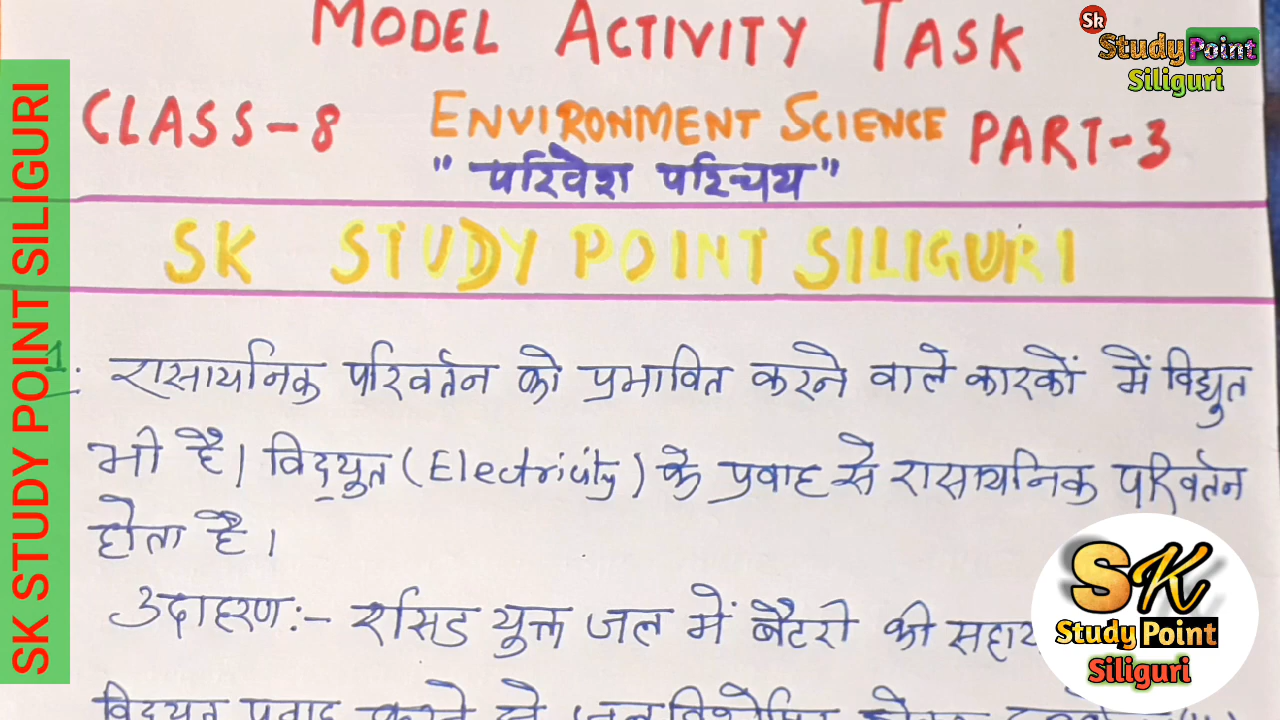 MODEL ACTIVITY TASK
CLASS-8 ENVIRONMENT SCIENCE PART-3
"परिवेश परिचय"
SK STUDY POINT SILIGURI
1. रासायनिक परिवर्तन को प्रभावित करने वाले कारकों में विद्युत
भी है। विद्युत (Electricity) के प्रवाह से रासायनिक परिवर्तन
होता है।
उदाहरण:- एसिड युक्त जल में बैटरी की
विद्युत प्रवाह करने से
SK STUDY POINT SILIGURI
Sk
Study Point
Siliguri
SK
Study Point
Siliguri